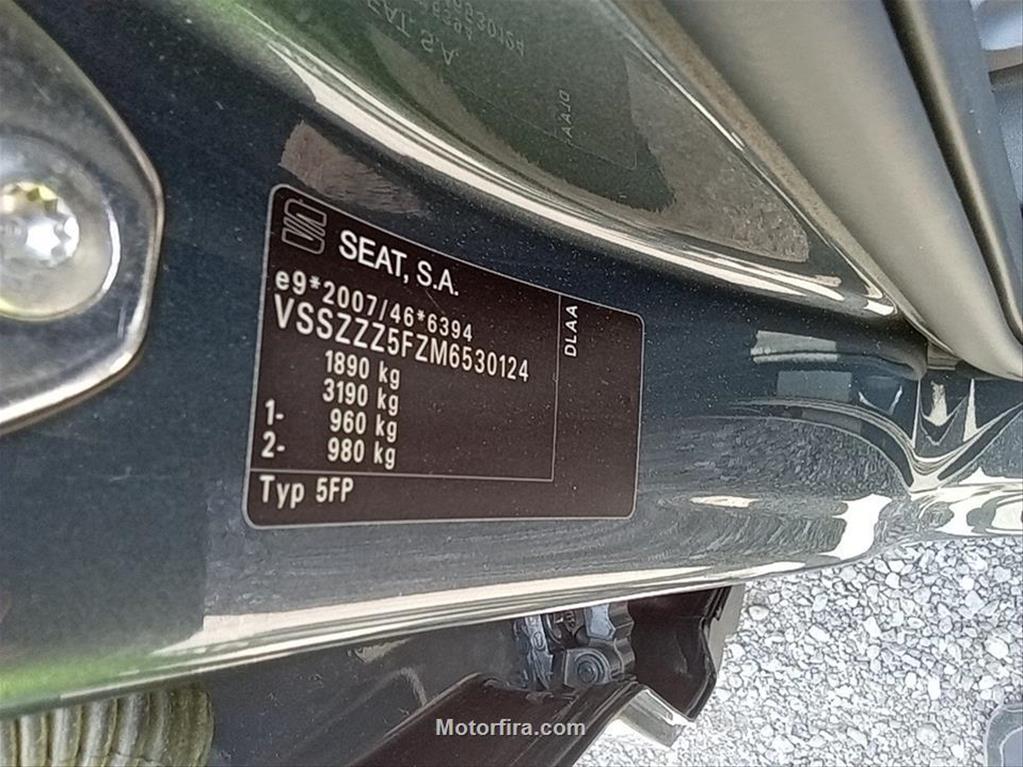 SEAT, S.A.
e9*2007/46*6394
VSSZZZ5FZM6530124
1890 kg
3190 kg
1- 960 kg
2- 980 kg
Typ 5FP
DLAA
Motorfira.com